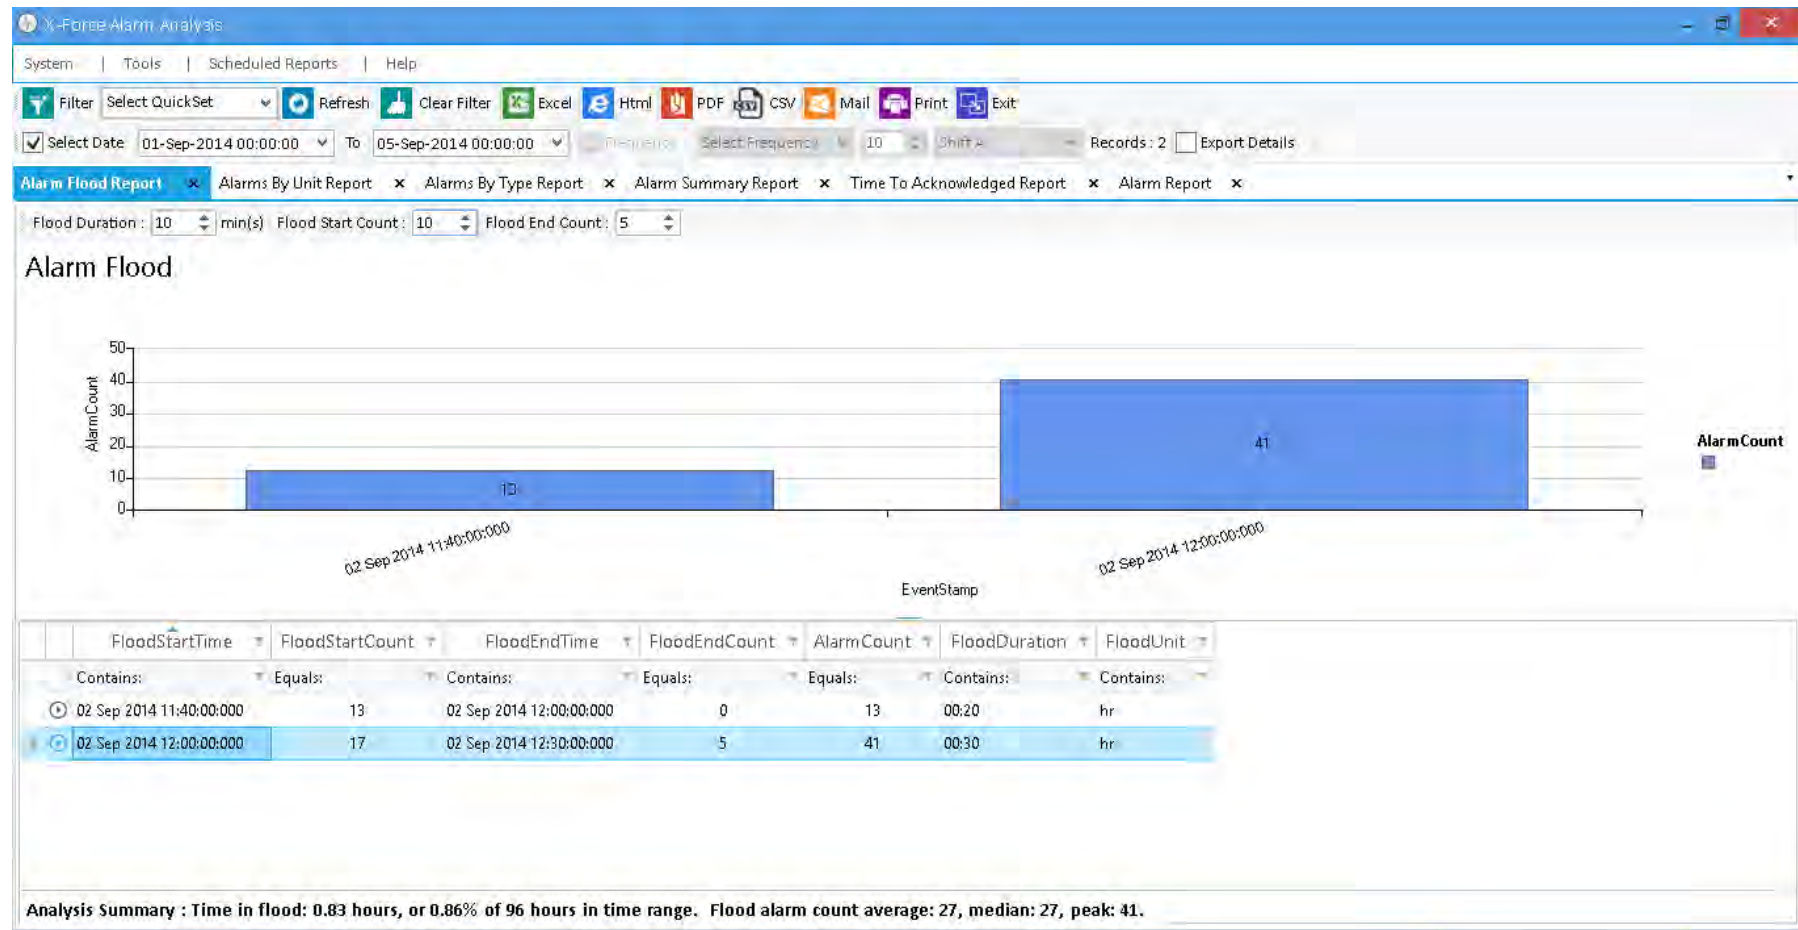 X-Force Alarm Analysis
System | Tools | Scheduled Reports | Help
Filter Select QuickSet Refresh Clear Filter Excel Html PDF CSV Mail Print Exit
Select Date 01-Sep-2014 00:00:00 To 05-Sep-2014 00:00:00 Frequency Select Frequency 10 Shift A Records : 2 Export Details
Alarm Flood Report x Alarms By Unit Report x Alarms By Type Report x Alarm Summary Report x Time To Acknowledged Report x Alarm Report x
Flood Duration : 10 min(s) Flood Start Count : 10 Flood End Count : 5
Alarm Flood
50
40
30
20
10
0
AlarmCount
13
41
02 Sep 2014 11:40:00:000
02 Sep 2014 12:00:00:000
EventStamp
AlarmCount
FloodStartTime FloodStartCount FloodEndTime FloodEndCount AlarmCount FloodDuration FloodUnit
Contains: Equals: Contains: Equals: Equals: Contains: Contains:
02 Sep 2014 11:40:00:000 13 02 Sep 2014 12:00:00:000 0 13 00:20 hr
02 Sep 2014 12:00:00:000 17 02 Sep 2014 12:30:00:000 5 41 00:30 hr
Analysis Summary : Time in flood: 0.83 hours, or 0.86% of 96 hours in time range. Flood alarm count average: 27, median: 27, peak: 41.